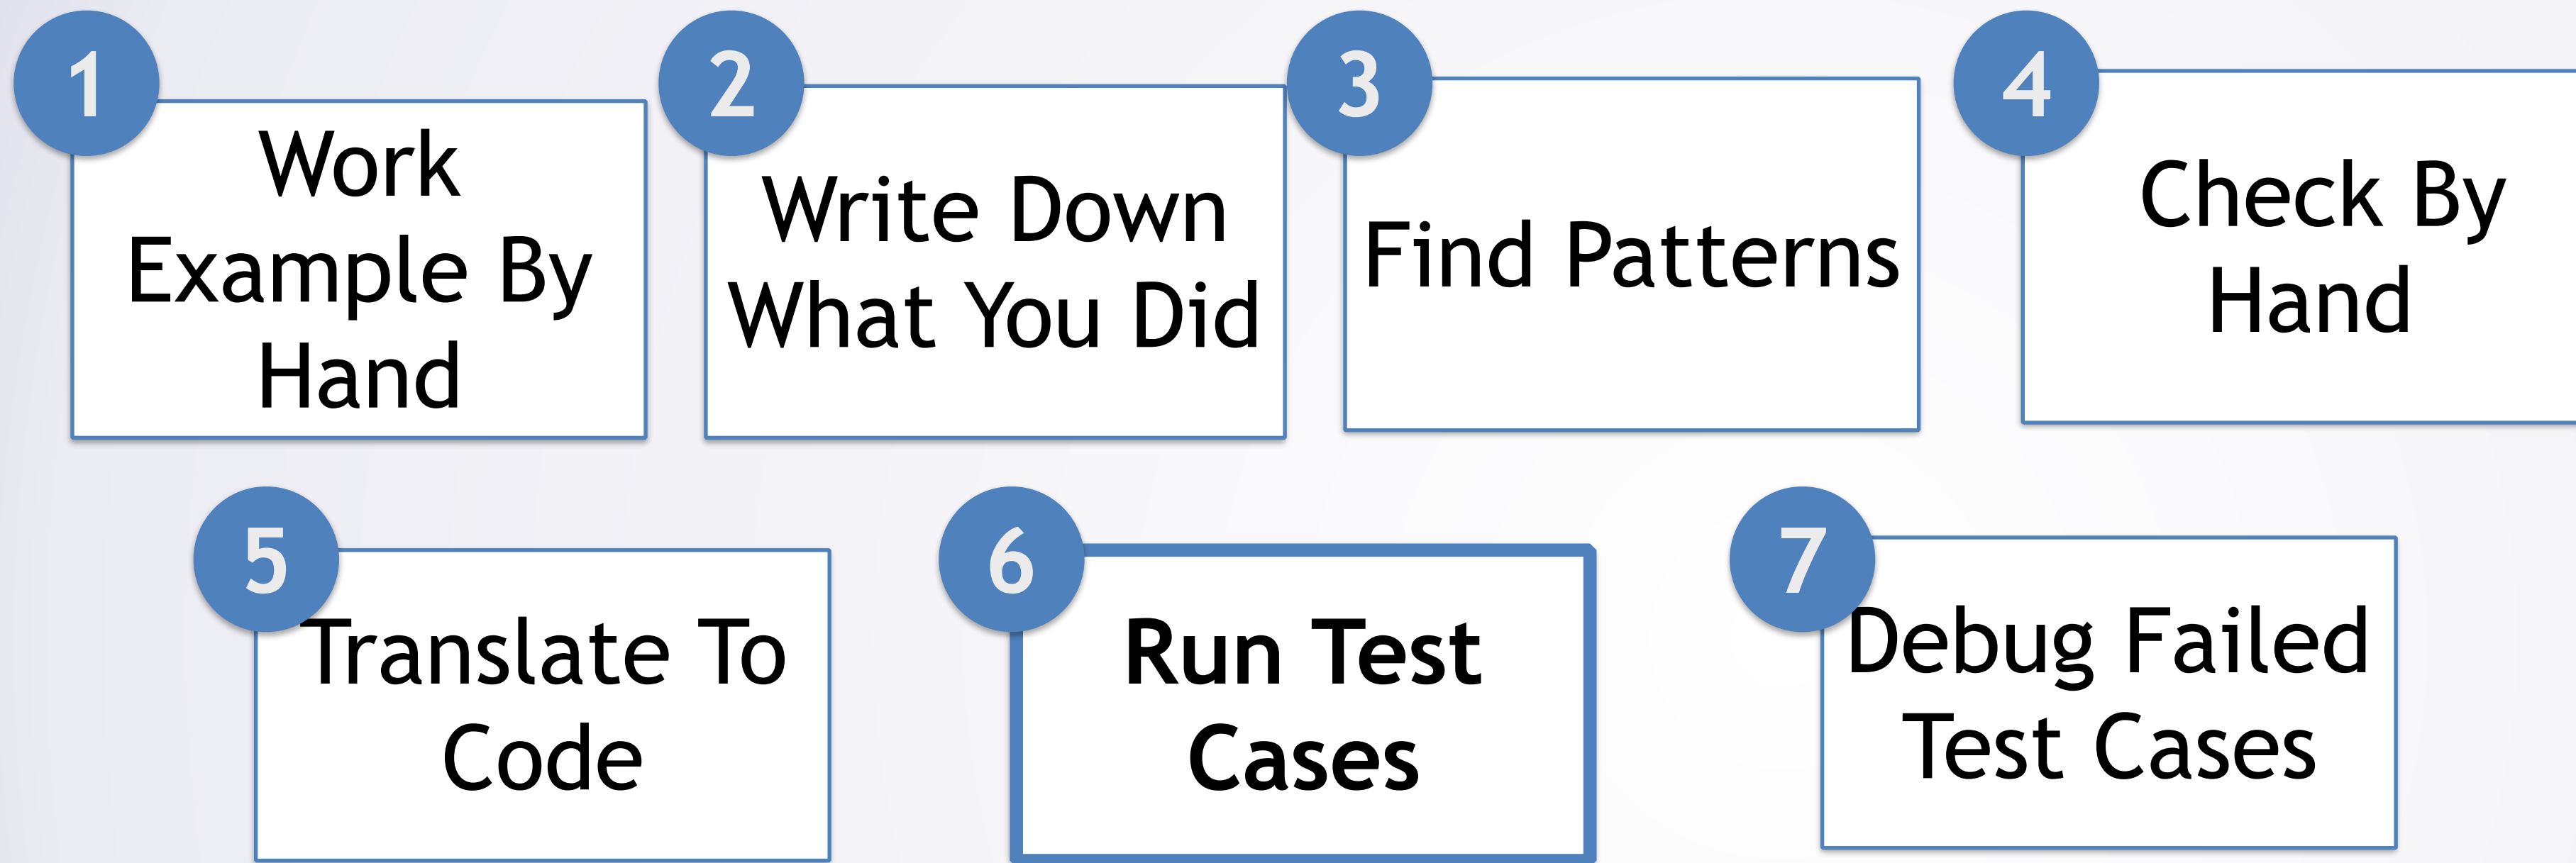 1
Work
Example By
Hand
2
Write Down
What You Did
3
Find Patterns
4
Check By
Hand
5
Translate To
Code
6
Run Test
Cases
7
Debug Failed
Test Cases